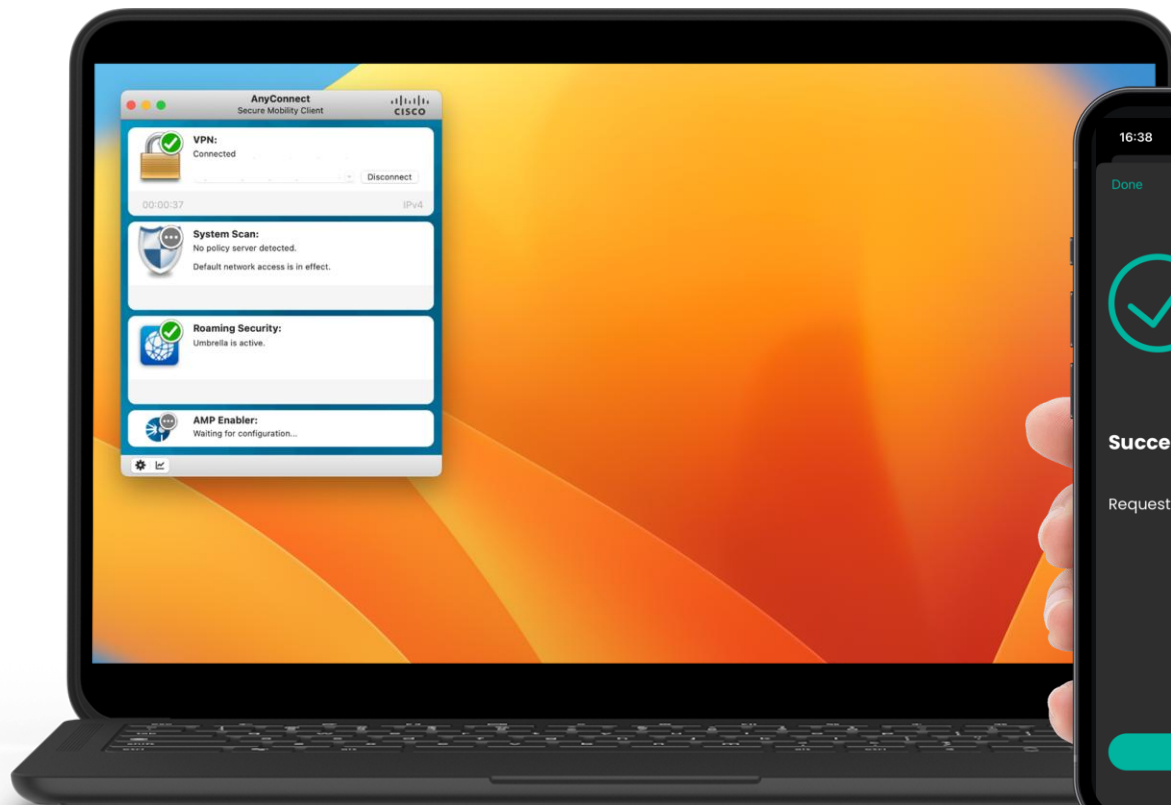 AnyConnect
Secure Mobility Client
CISCO
VPN:
Connected
Disconnect
00:00:37
IPv4
System Scan:
No policy server detected.
Default network access is in effect.
Roaming Security:
Umbrella is active.
AMP Enabler:
Waiting for configuration...
16:38
Done
Succe
Request